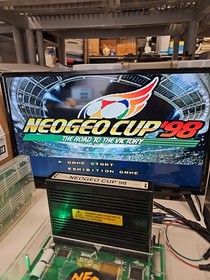 NEOGEO CUP '98
THE ROAD TO THE VICTORY
GAME START
EXHIBITION GAME
NEOGEO CUP '98